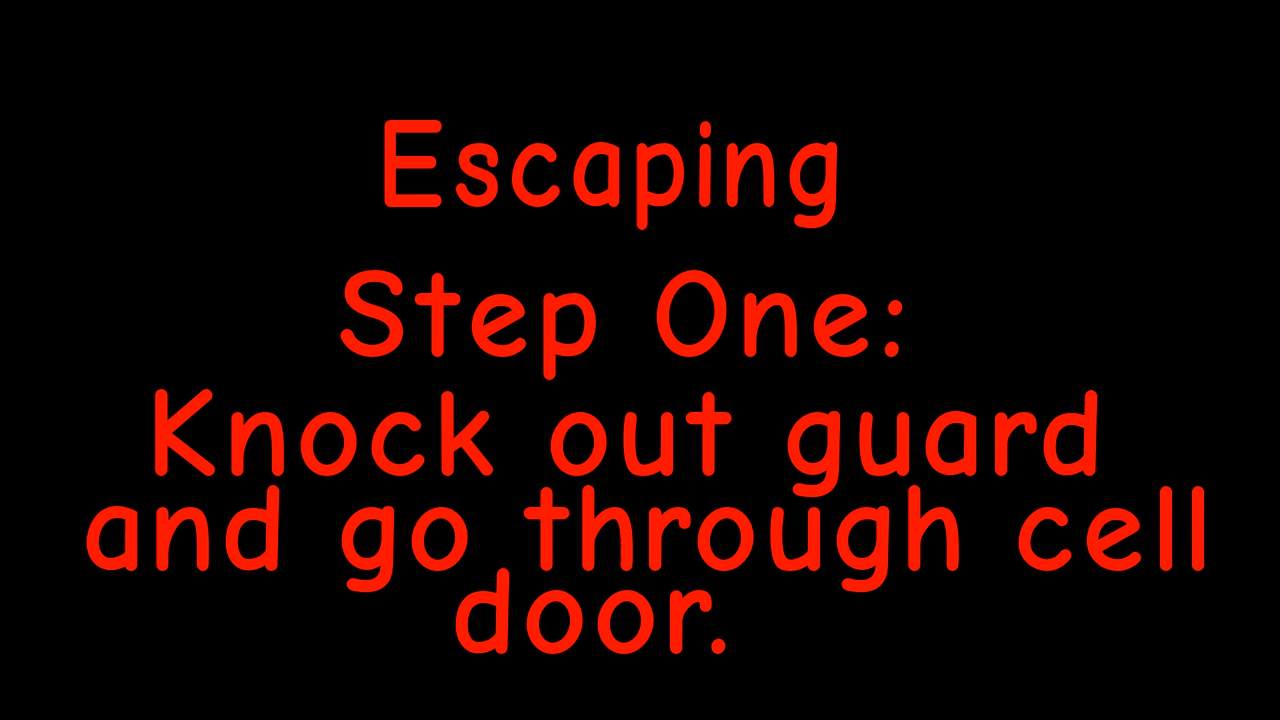 Escaping
Step One:
Knock out guard
and go through cell
door.